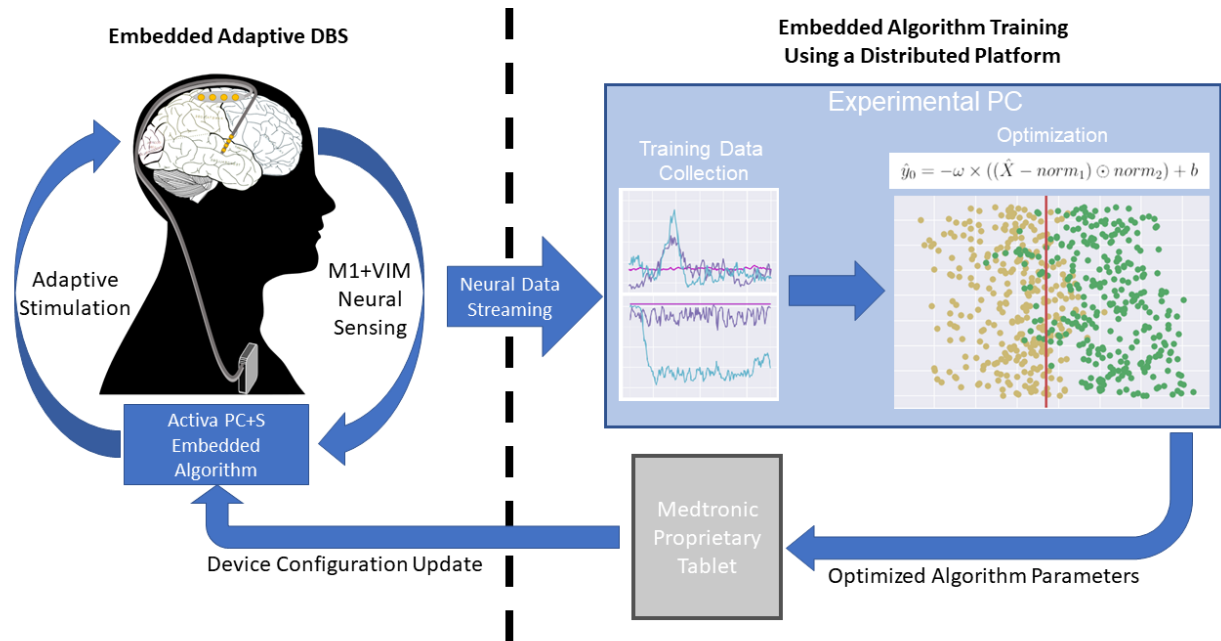 Embedded Adaptive DBS
Embedded Algorithm Training
Using a Distributed Platform
Experimental PC
Training Data
Collection
Optimization
ŷ₀ = −ω × ((X̂ − norm₁) ⊙ norm₂) + b
Adaptive
Stimulation
M1+VIM
Neural
Sensing
Neural Data
Streaming
Activa PC+S
Embedded
Algorithm
Medtronic
Proprietary
Tablet
Device Configuration Update
Optimized Algorithm Parameters